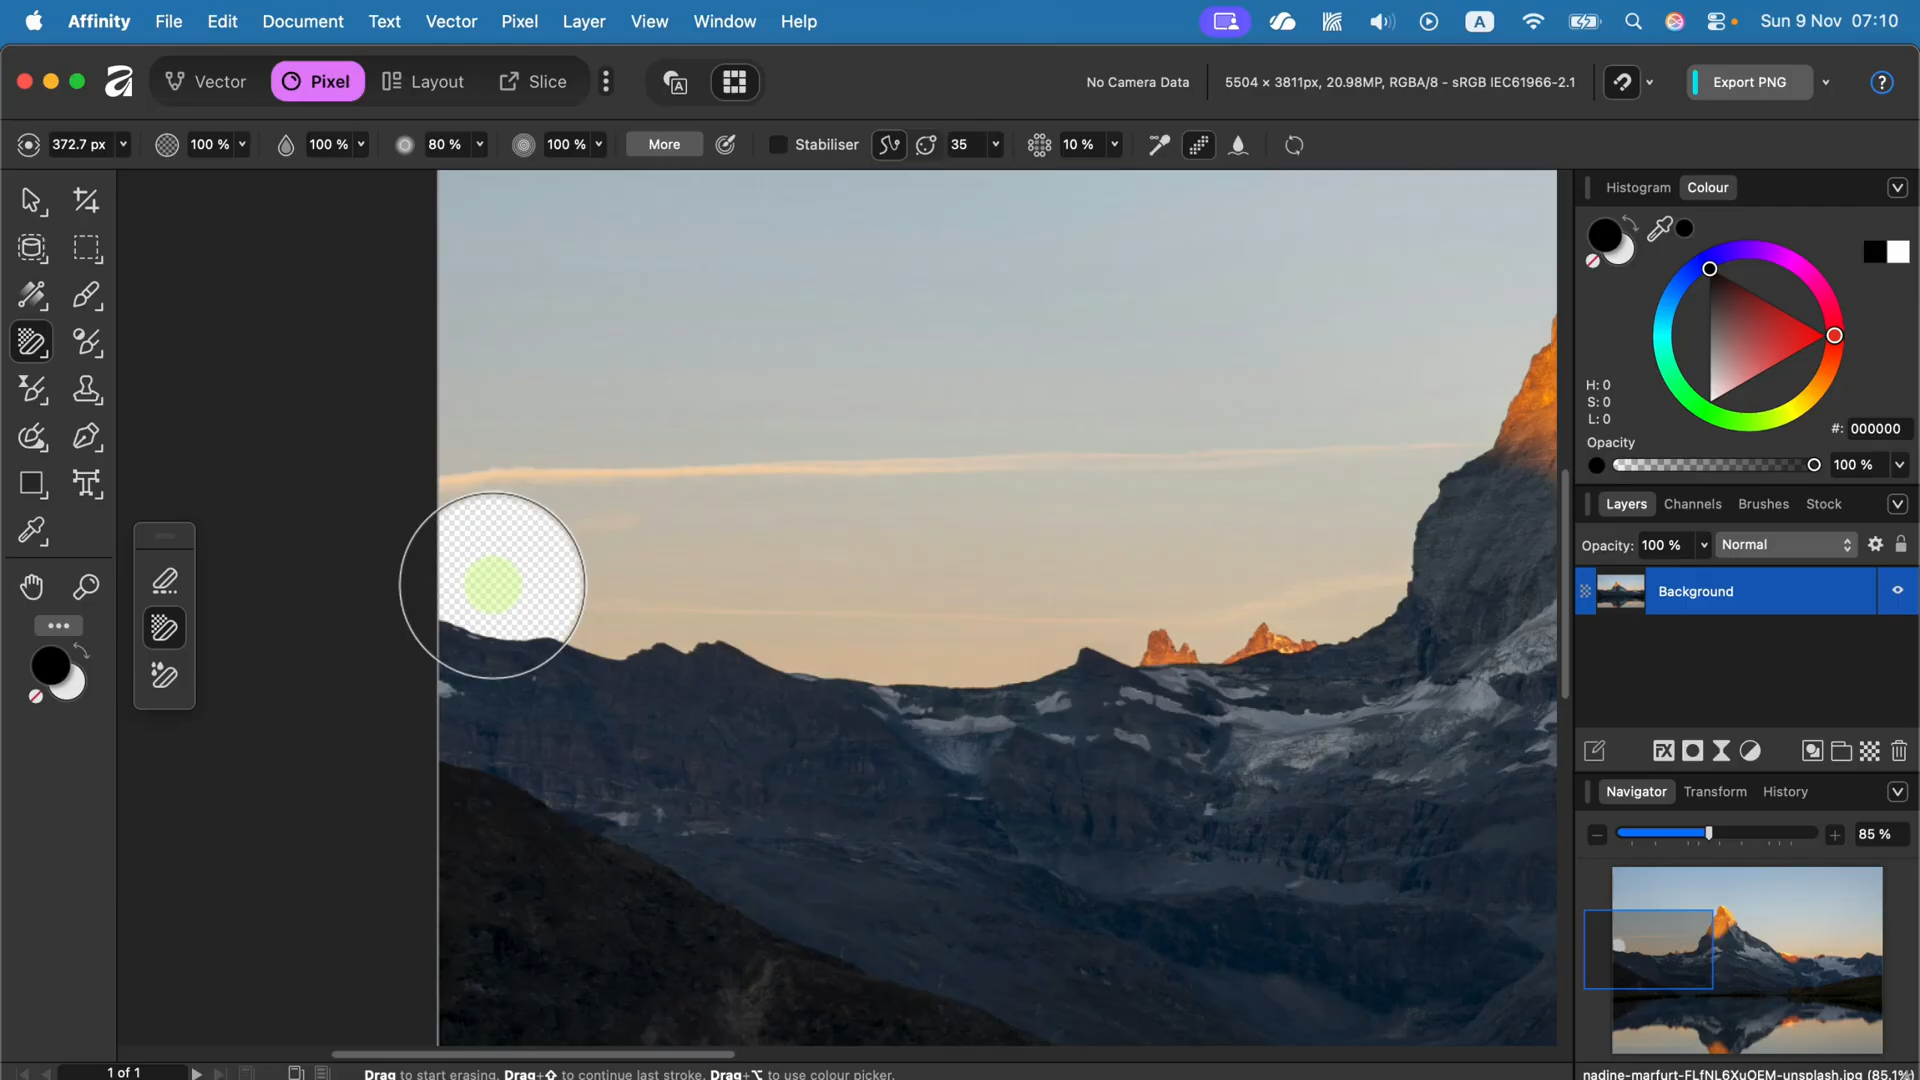 Affinity File Edit Document Text Vector Pixel Layer View Window Help A Sun 9 Nov 07:10
Vector Pixel Layout Slice A No Camera Data 5504 × 3811px, 20.98MP, RGBA/8 - sRGB IEC61966-2.1 Export PNG ?
372.7 px 100 % 100 % 80 % 100 % More Stabiliser 35 10 %
Histogram Colour
H: 0
S: 0
L: 0
#: 000000
Opacity
100 %
Layers Channels Brushes Stock
Opacity: 100 % Normal
Background
FX
Navigator Transform History
85 %
1 of 1 Drag to start erasing. Drag+⇧ to continue last stroke. Drag+⌥ to use colour picker. nadine-marfurt-FLfNL6XuOEM-unsplash.jpg (85.1%)